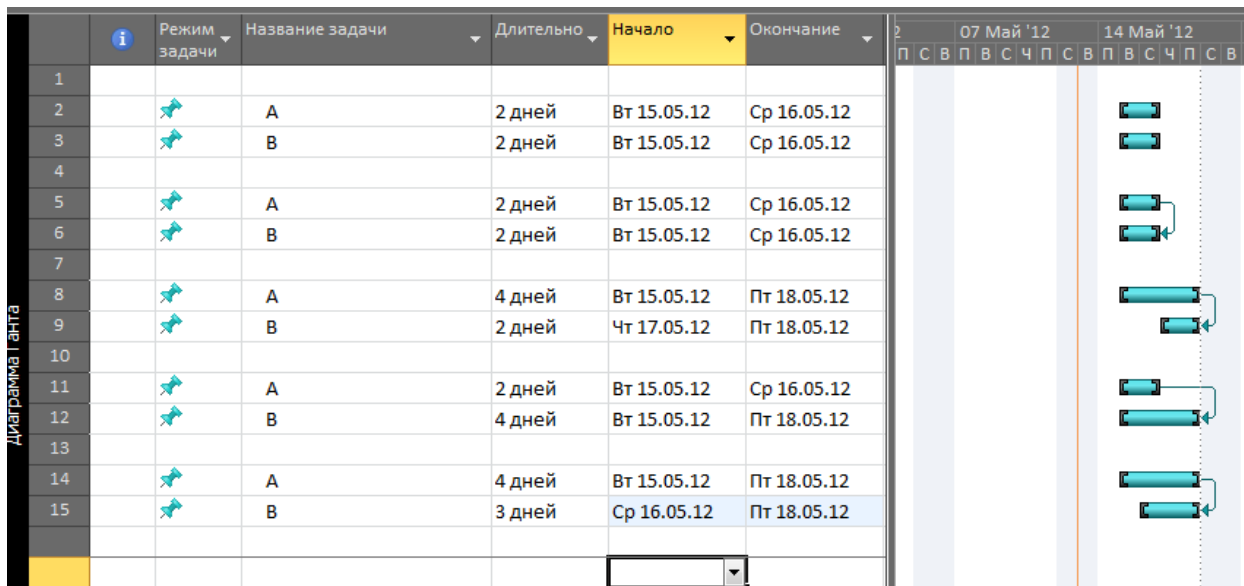 Режим задачи Название задачи Длительно Начало Окончание 2 07 Май '12 14 Май '12
П С В П В С Ч П С В П В С Ч П С В
1
2 А 2 дней Вт 15.05.12 Ср 16.05.12
3 В 2 дней Вт 15.05.12 Ср 16.05.12
4
5 А 2 дней Вт 15.05.12 Ср 16.05.12
6 В 2 дней Вт 15.05.12 Ср 16.05.12
7
8 А 4 дней Вт 15.05.12 Пт 18.05.12
9 В 2 дней Чт 17.05.12 Пт 18.05.12
10
11 А 2 дней Вт 15.05.12 Ср 16.05.12
12 В 4 дней Вт 15.05.12 Пт 18.05.12
13
14 А 4 дней Вт 15.05.12 Пт 18.05.12
15 В 3 дней Ср 16.05.12 Пт 18.05.12
Диаграмма Ганта